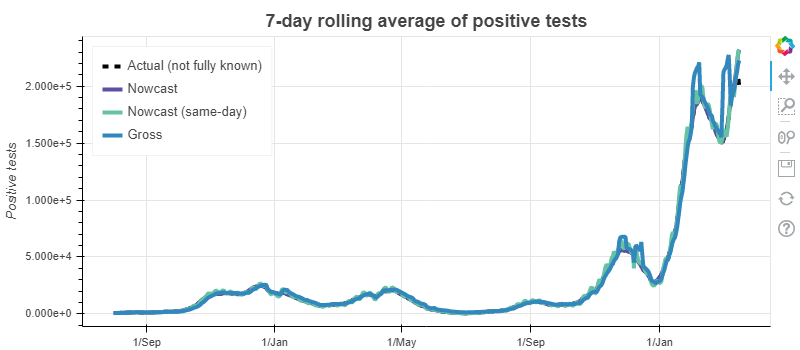 7-day rolling average of positive tests
Actual (not fully known)
Nowcast
Nowcast (same-day)
Gross
Positive tests
2.000e+5
1.500e+5
1.000e+5
5.000e+4
0.000e+0
1/Sep
1/Jan
1/May
1/Sep
1/Jan